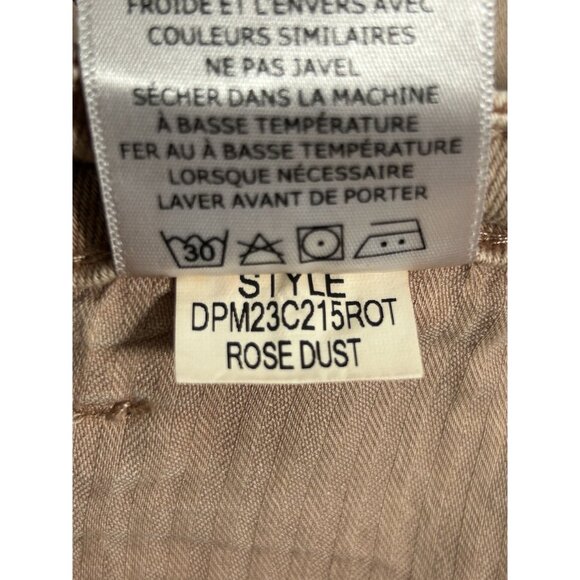 FROIDE ET L'ENVERS AVEC
COULEURS SIMILAIRES
NE PAS JAVEL
SÉCHER DANS LA MACHINE
À BASSE TEMPÉRATURE
FER AU À BASSE TEMPÉRATURE
LORSQUE NÉCESSAIRE
LAVER AVANT DE PORTER
30
STYLE
DPM23C215ROT
ROSE DUST